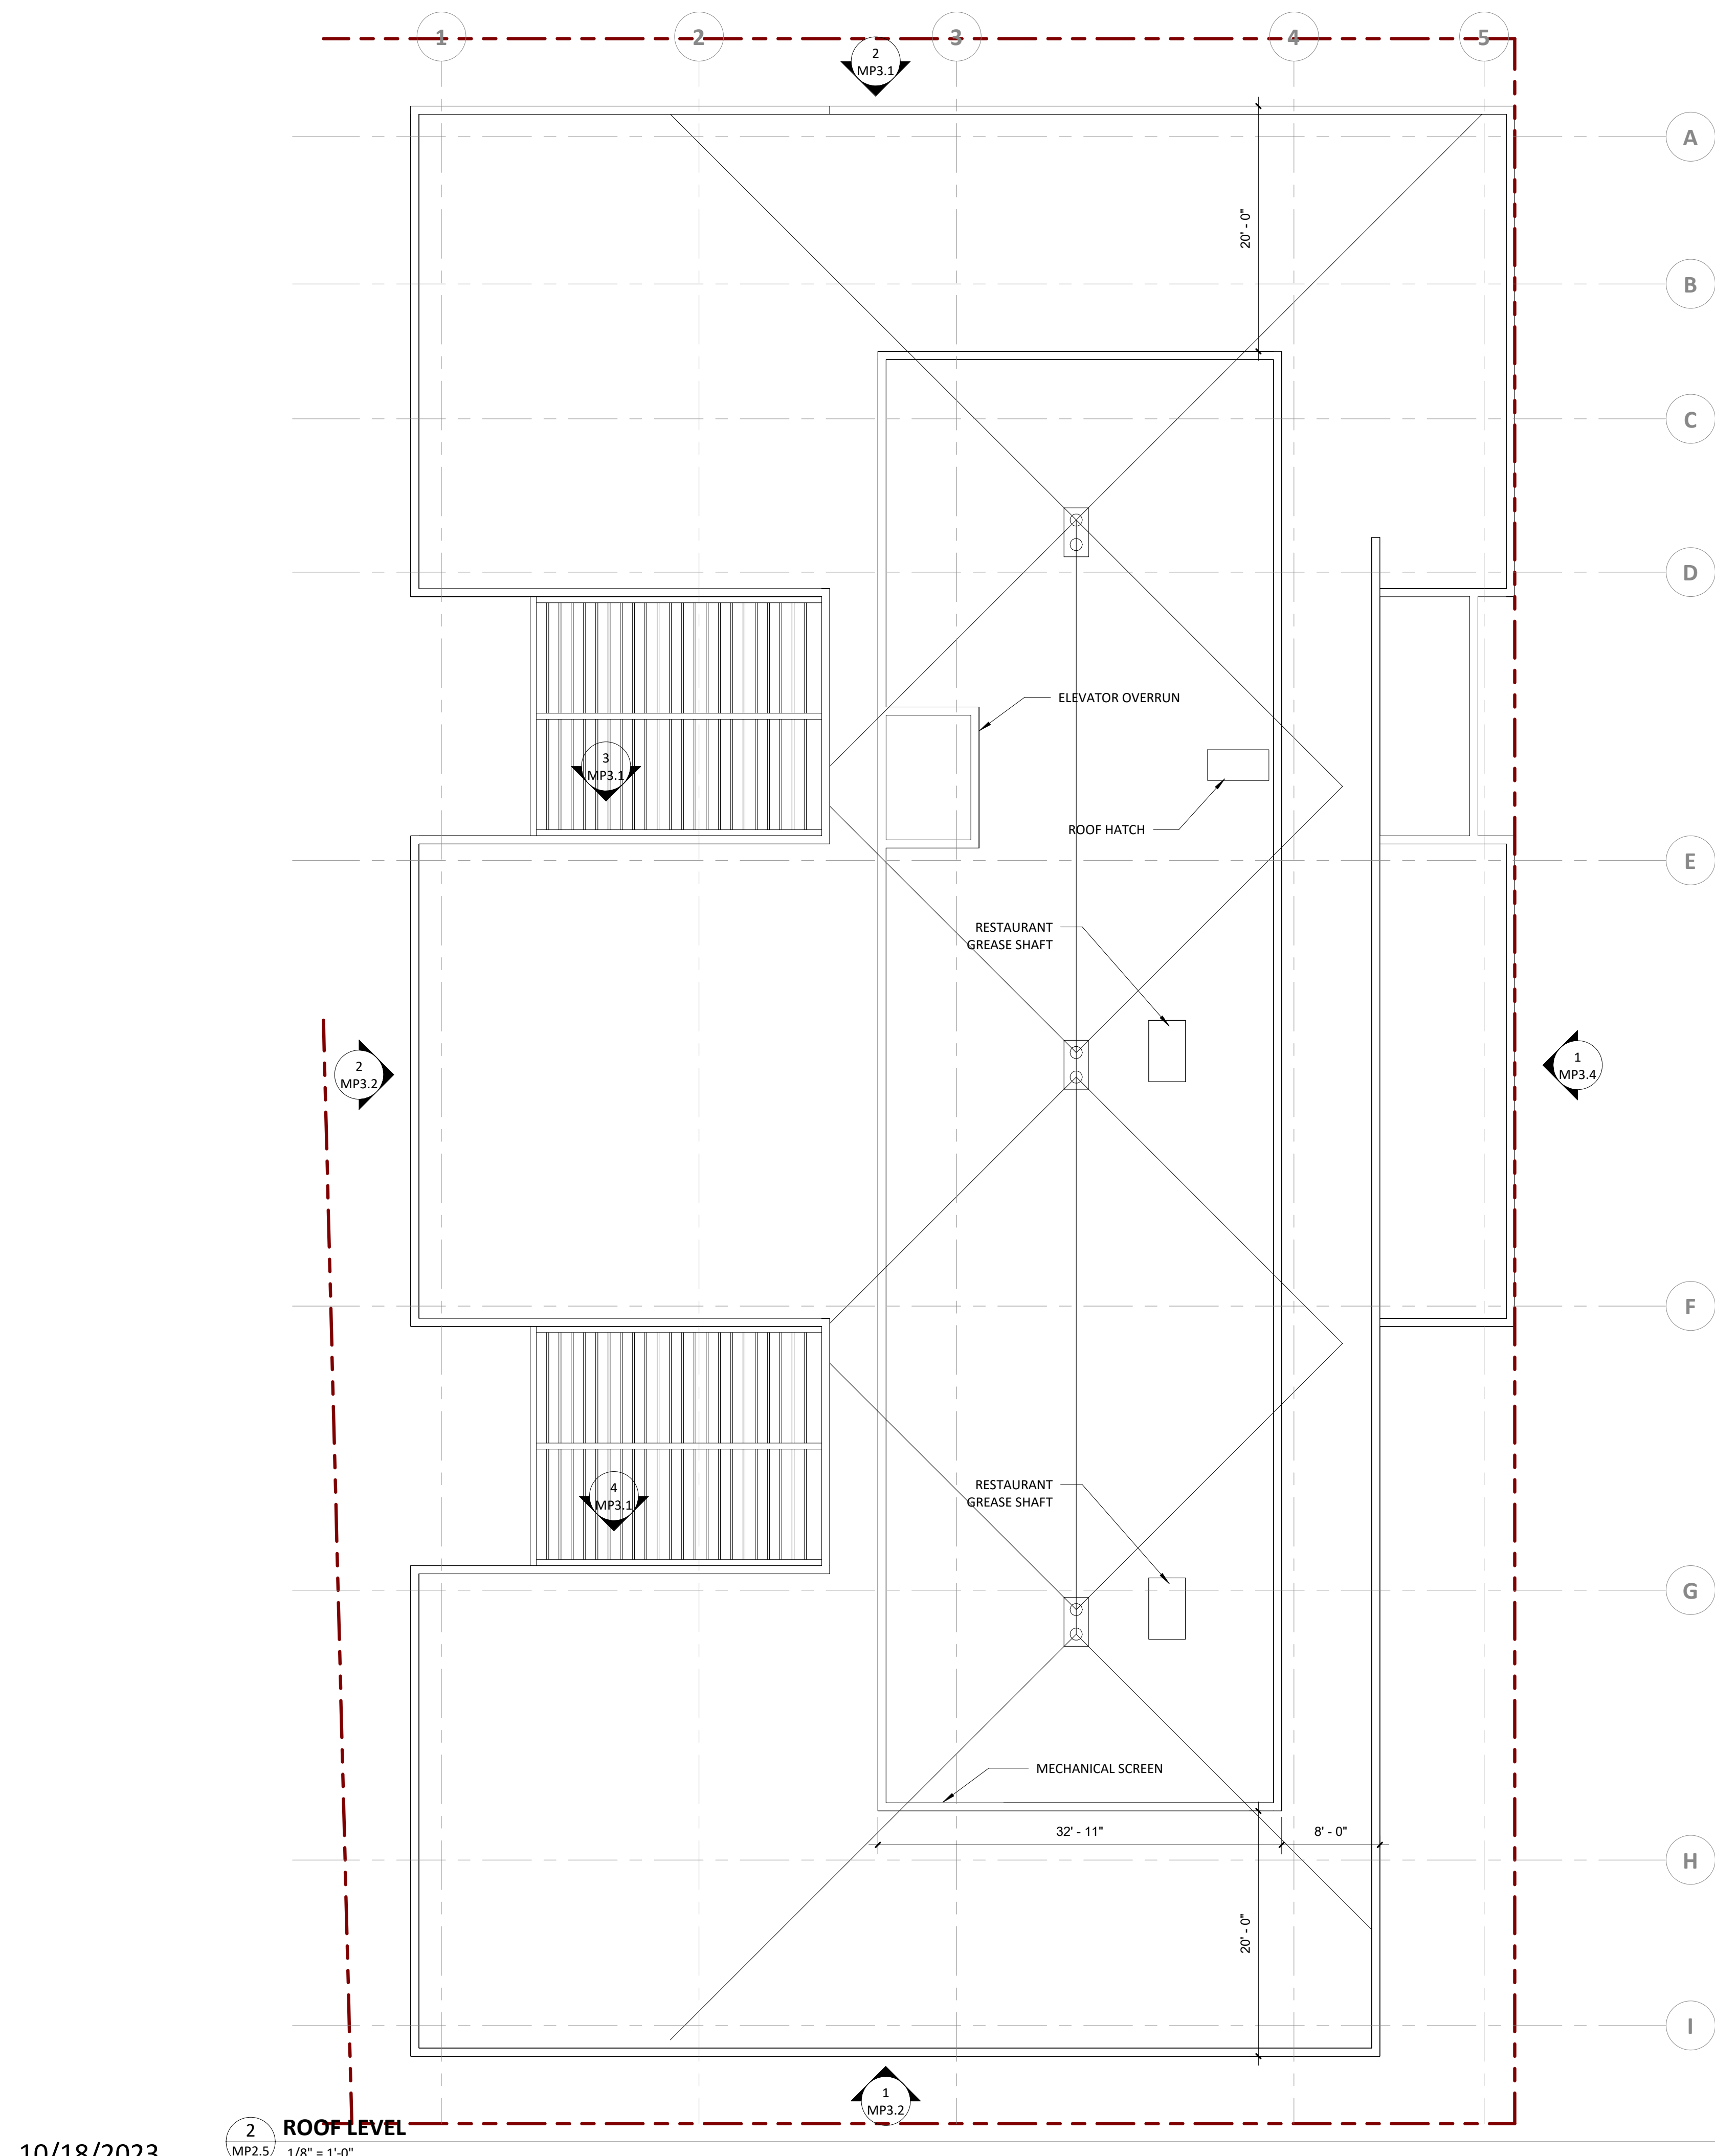 1 2 3 4 5
2
MP3.1
A
20' - 0"
B
C
D
ELEVATOR OVERRUN
3
MP3.1
ROOF HATCH
E
RESTAURANT
GREASE SHAFT
2
MP3.2
1
MP3.4
F
4
MP3.1
RESTAURANT
GREASE SHAFT
G
MECHANICAL SCREEN
32' - 11"
8' - 0"
H
20' - 0"
I
1
MP3.2
2
MP2.5
ROOF LEVEL
1/8" = 1'-0"
10/18/2023